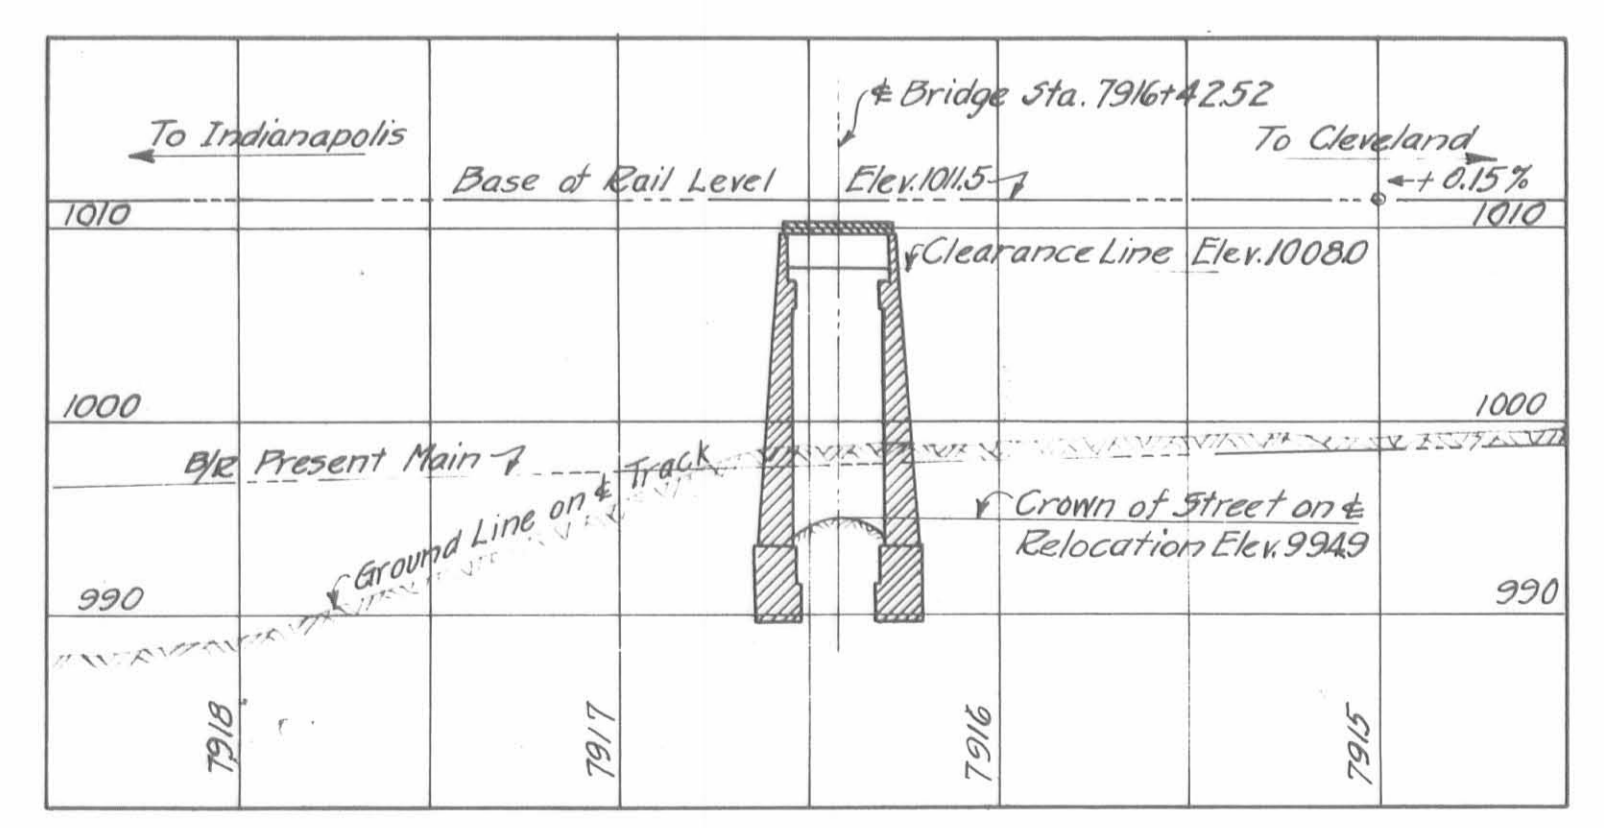 ℄ Bridge Sta. 7916+42.52
To Indianapolis
To Cleveland
Base of Rail Level Elev. 1011.5
+ 0.15%
1010
1010
Clearance Line Elev. 1008.0
1000
1000
B/R Present Main Track
Ground Line on ℄
Crown of Street on ℄
Relocation Elev. 994.9
990
990
7918
7917
7916
7915